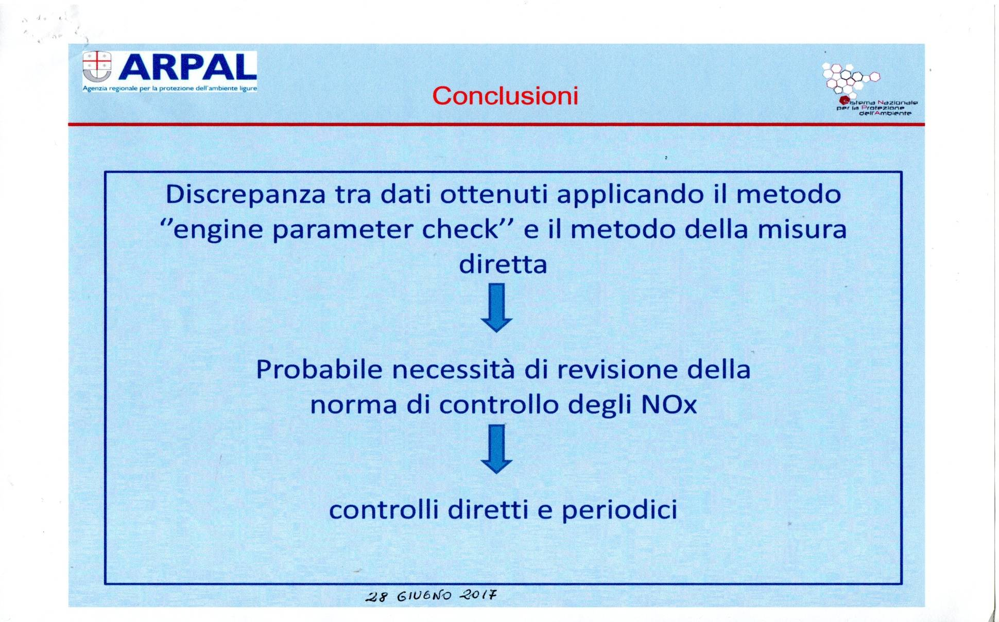 ARPAL
Agenzia regionale per la protezione dell'ambiente ligure
Conclusioni
Sistema Nazionale
per la Protezione
dell'Ambiente
Discrepanza tra dati ottenuti applicando il metodo
‘’engine parameter check’’ e il metodo della misura
diretta
Probabile necessità di revisione della
norma di controllo degli NOx
controlli diretti e periodici
28 GIUGNO 2017